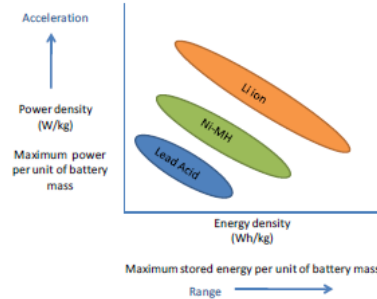 Acceleration
Power density
(W/kg)
Maximum power
per unit of battery
mass
Li ion
Ni-MH
Lead Acid
Energy density
(Wh/kg)
Maximum stored energy per unit of battery mass
Range